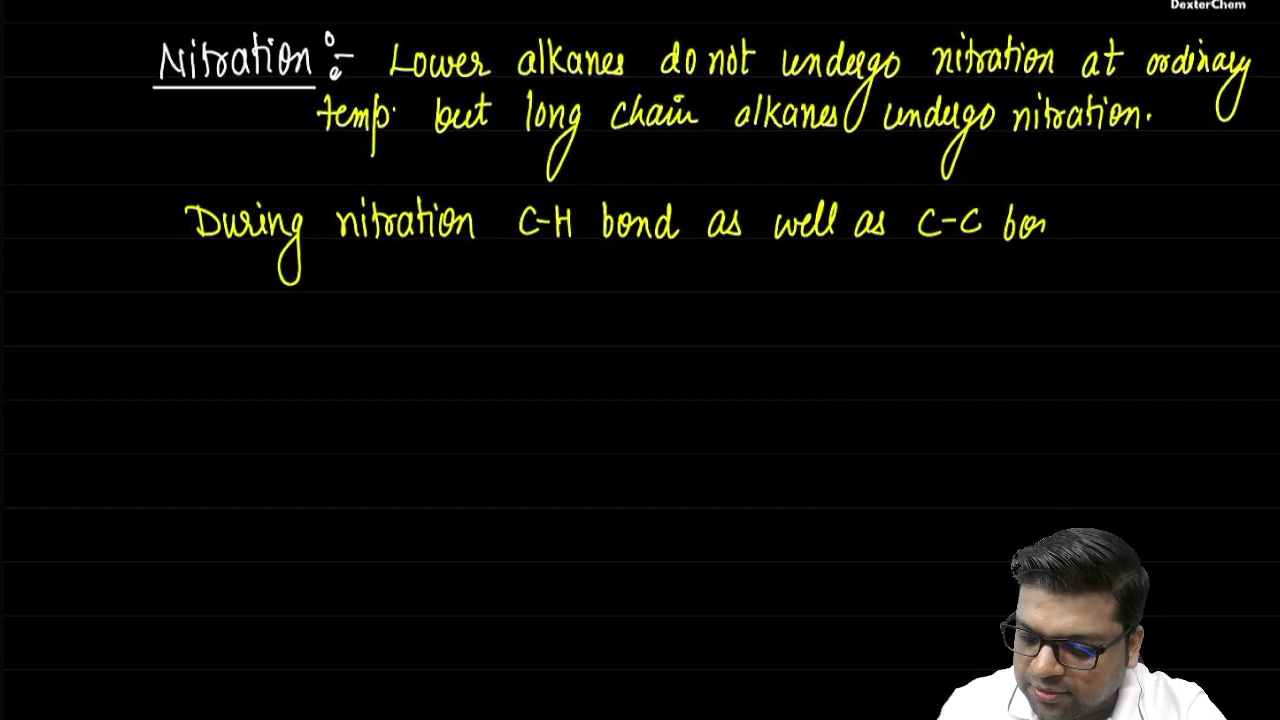 DexterChem
Nitration :- Lower alkanes do not undergo nitration at ordinary
temp. but long chain alkanes undergo nitration.
During nitration C-H bond as well as C-C bon